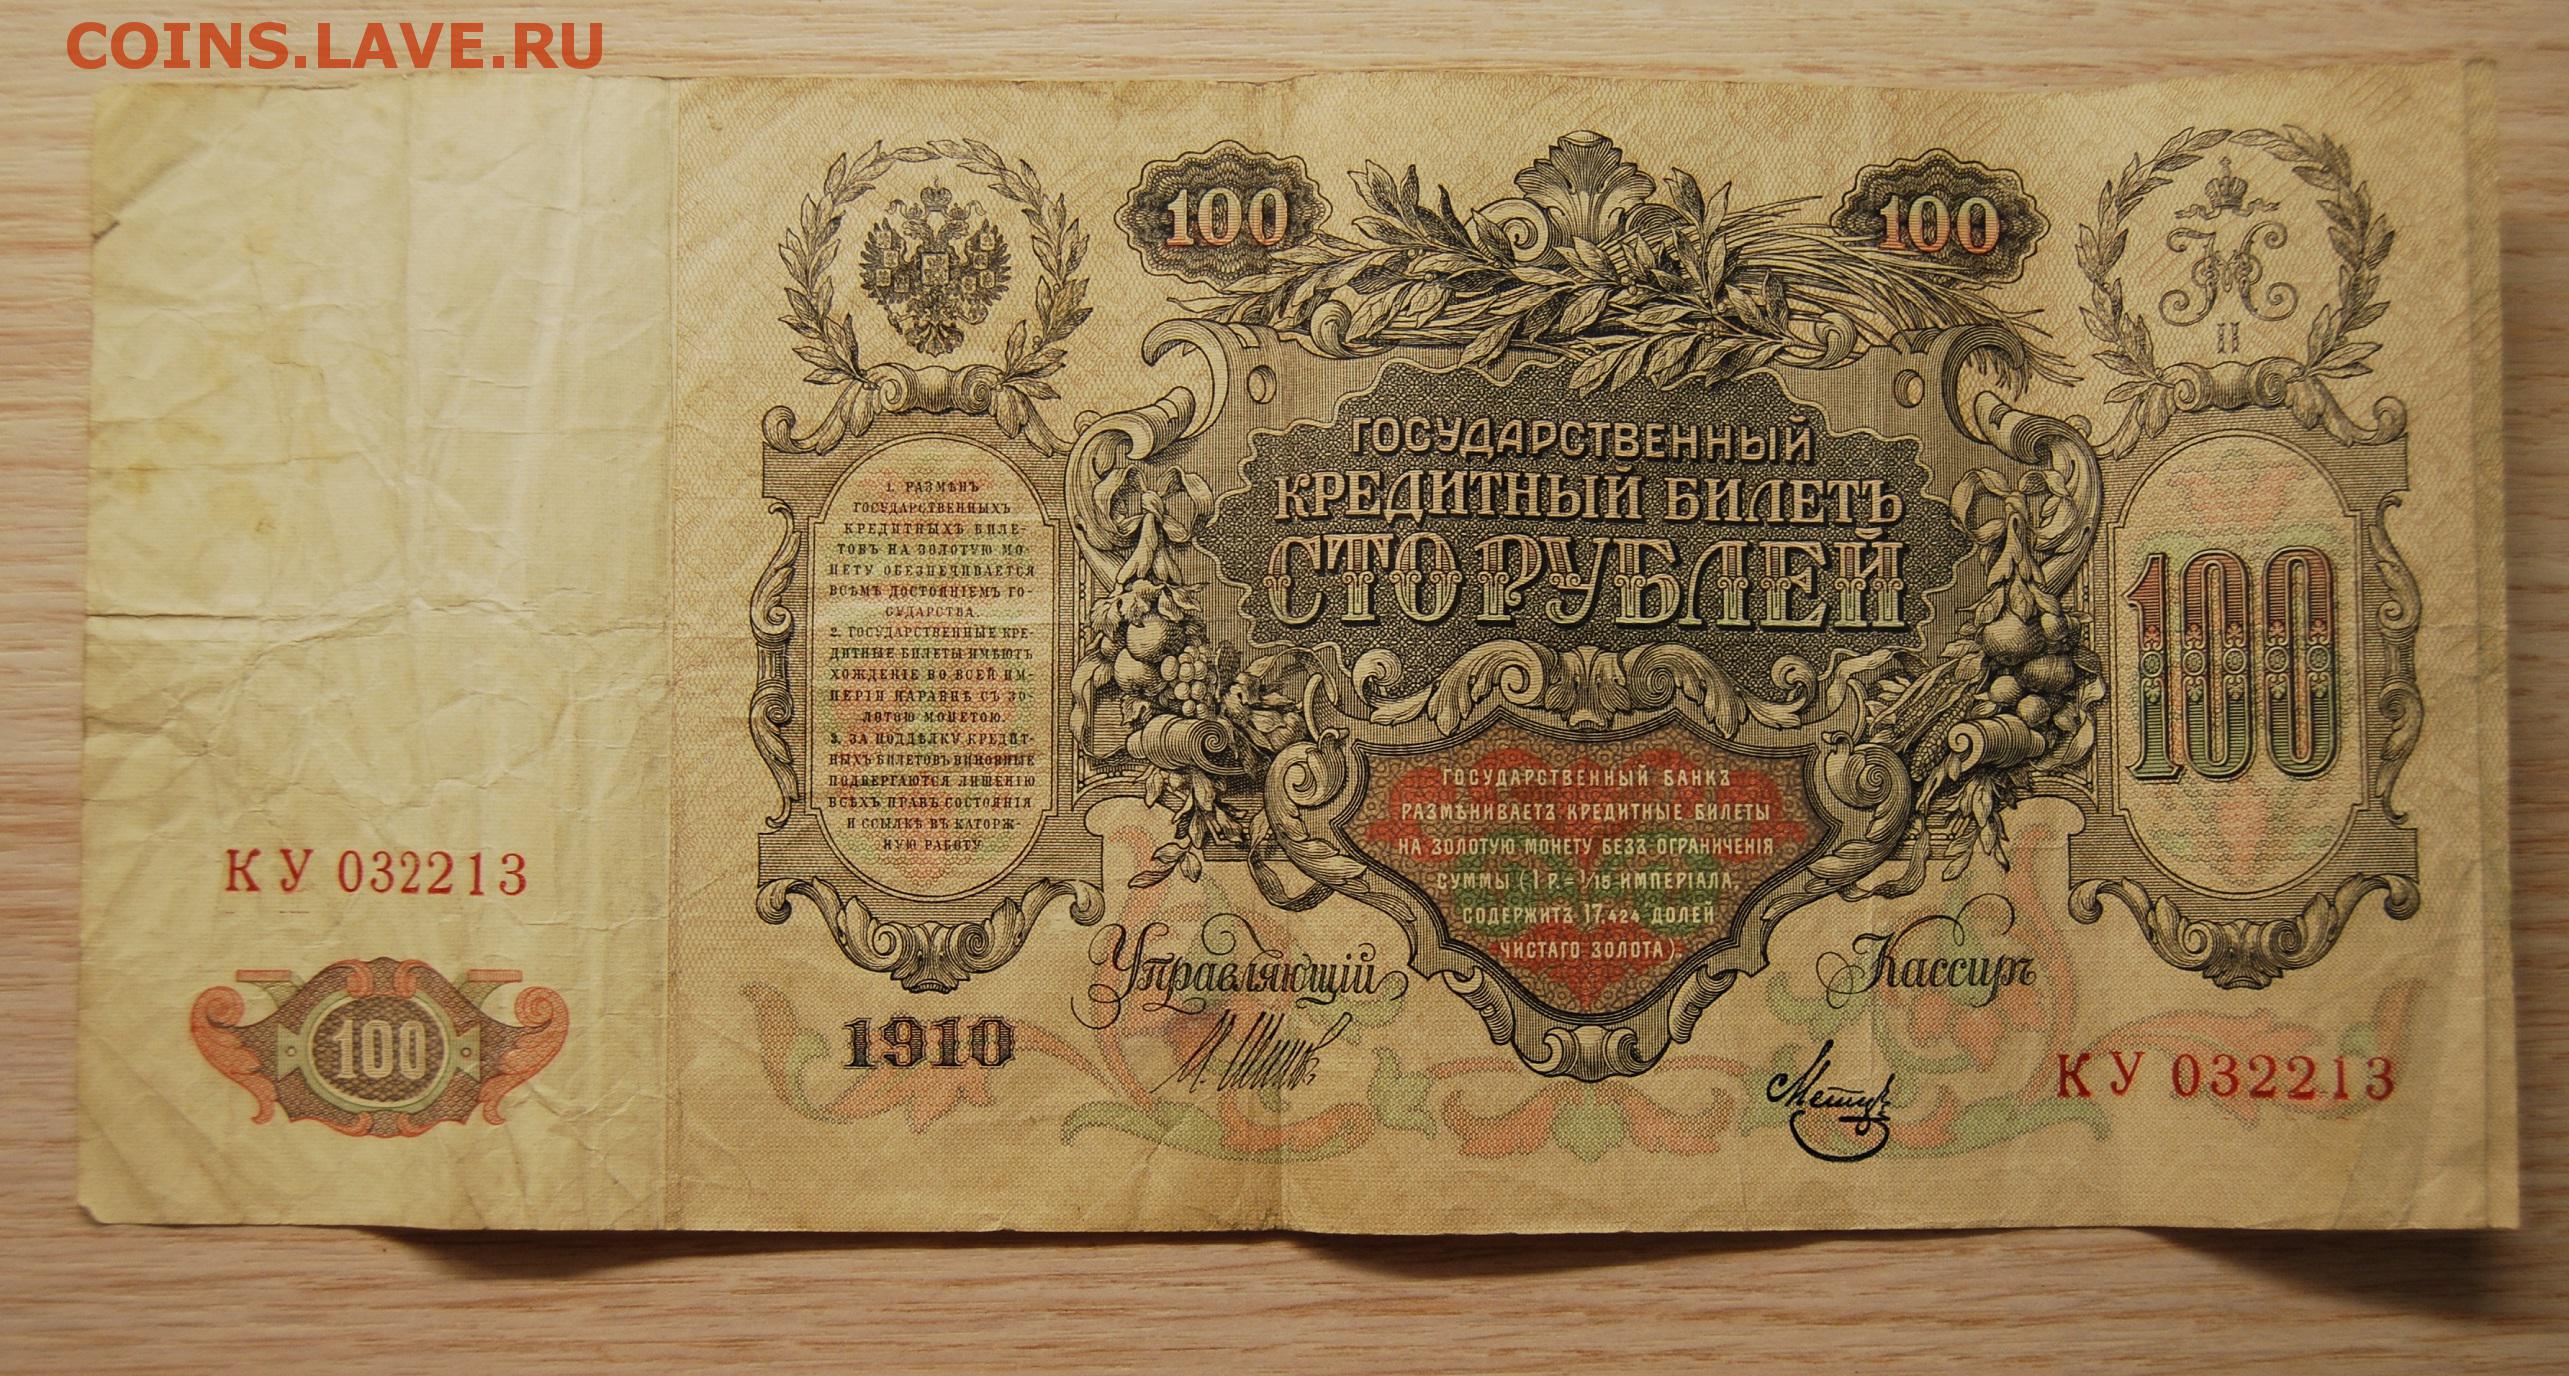 COINS.LAVE.RU
100
100
Н
II
ГОСУДАРСТВЕННЫЙ
КРЕДИТНЫЙ БИЛЕТЪ
СТО РУБЛЕЙ
1. РАЗМѢНЪ
ГОСУДАРСТВЕННЫХЪ
КРЕДИТНЫХЪ БИЛЕ-
ТОВЪ НА ЗОЛОТУЮ МО-
НЕТУ ОБЕЗПЕЧИВАЕТСЯ
ВСѢМЪ ДОСТОЯНІЕМЪ ГО-
СУДАРСТВА.
2. ГОСУДАРСТВЕННЫЕ КРЕ-
ДИТНЫЕ БИЛЕТЫ ИМѢЮТЪ
ХОЖДЕНІЕ ВО ВСЕЙ ИМ-
ПЕРІИ НАРАВНѢ СЪ ЗО-
ЛОТОЮ МОНЕТОЮ.
3. ЗА ПОДДѢЛКУ КРЕДИТ-
НЫХЪ БИЛЕТОВЪ ВИНОВНЫЕ
ПОДВЕРГАЮТСЯ ЛИШЕНІЮ
ВСѢХЪ ПРАВЪ СОСТОЯНІЯ
И ССЫЛКѢ ВЪ КАТОРЖ-
НУЮ РАБОТУ
100
ГОСУДАРСТВЕННЫЙ БАНКЪ
РАЗМѢНИВАЕТЪ КРЕДИТНЫЕ БИЛЕТЫ
НА ЗОЛОТУЮ МОНЕТУ БЕЗЪ ОГРАНИЧЕНІЯ
СУММЫ (1 Р.= 1/15 ИМПЕРІАЛА,
СОДЕРЖИТЪ 17,424 ДОЛЕЙ
ЧИСТАГО ЗОЛОТА).
КУ 032213
100
Управляющій
Кассиръ
1910
И. Шиповъ
Метцъ
КУ 032213